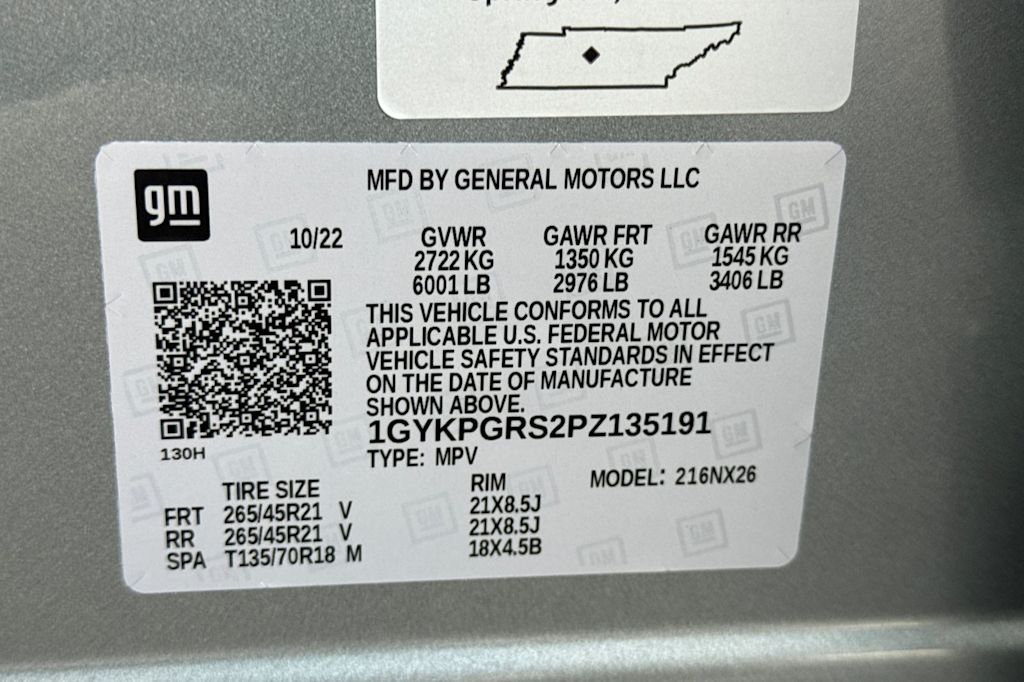 gm
MFD BY GENERAL MOTORS LLC
10/22 GVWR GAWR FRT GAWR RR
2722 KG 1350 KG 1545 KG
6001 LB 2976 LB 3406 LB
THIS VEHICLE CONFORMS TO ALL
APPLICABLE U.S. FEDERAL MOTOR
VEHICLE SAFETY STANDARDS IN EFFECT
ON THE DATE OF MANUFACTURE
SHOWN ABOVE.
1GYKPGRS2PZ135191
130H
TYPE: MPV MODEL: 216NX26
TIRE SIZE RIM
FRT 265/45R21 V 21X8.5J
RR 265/45R21 V 21X8.5J
SPA T135/70R18 M 18X4.5B